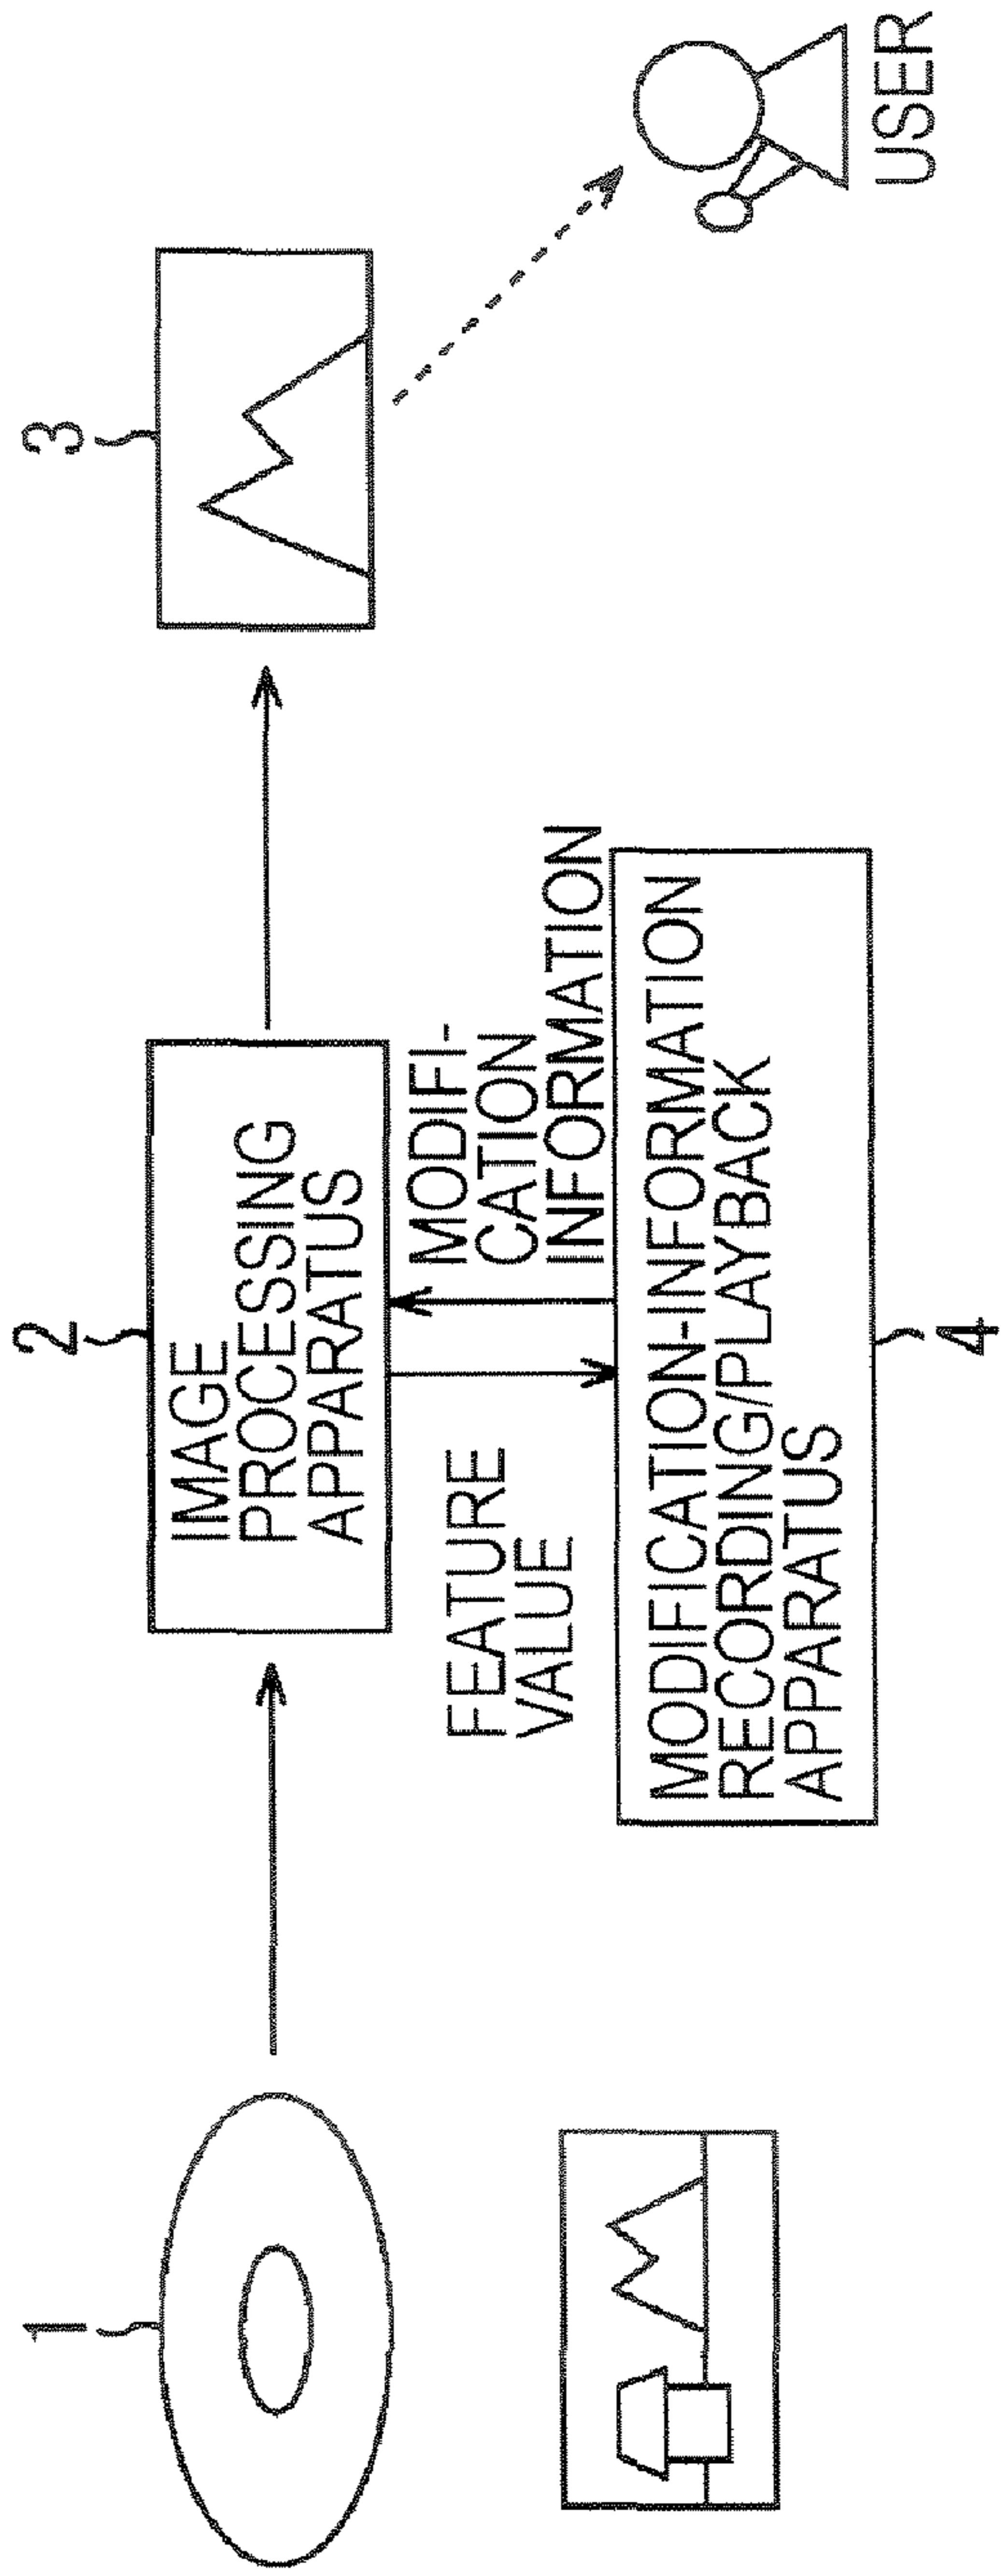 1
2
IMAGE
PROCESSING
APPARATUS
3
FEATURE
VALUE
MODIFI-
CATION
INFORMATION
MODIFICATION-INFORMATION
RECORDING/PLAYBACK
APPARATUS
4
USER